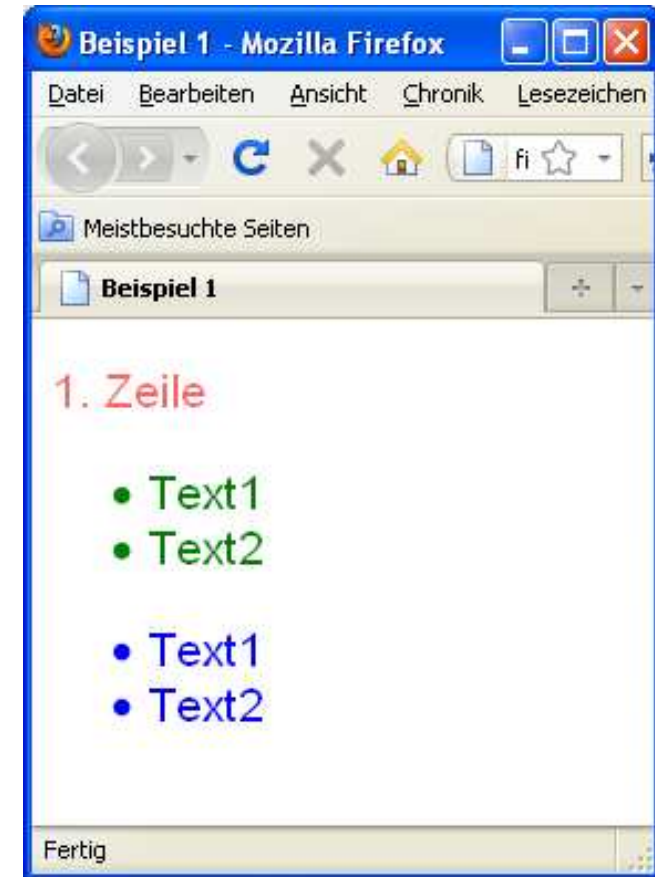 Beispiel 1 - Mozilla Firefox
Datei Bearbeiten Ansicht Chronik Lesezeichen
fi
Meistbesuchte Seiten
Beispiel 1
1. Zeile
• Text1
• Text2
• Text1
• Text2
Fertig